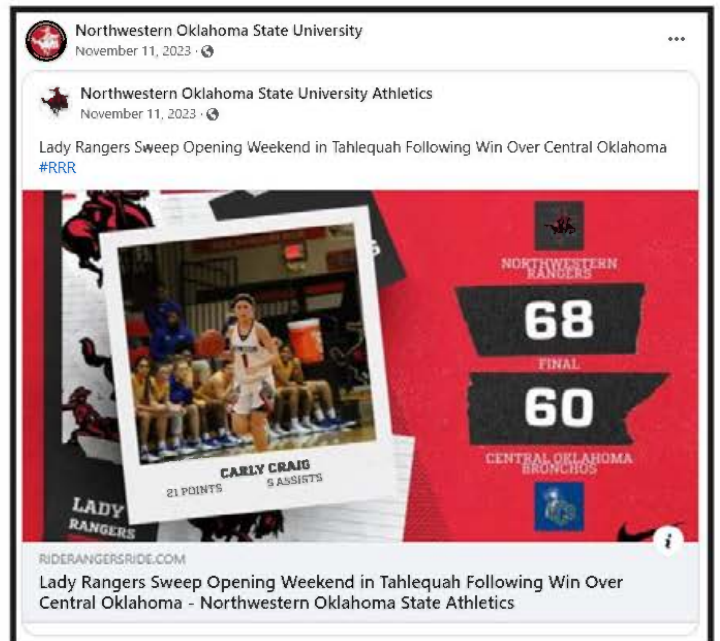 Northwestern Oklahoma State University
November 11, 2023 ·
Northwestern Oklahoma State University Athletics
November 11, 2023 ·
Lady Rangers Sweep Opening Weekend in Tahlequah Following Win Over Central Oklahoma
#RRR
NORTHWESTERN
RANGERS
68
FINAL
60
CENTRAL OKLAHOMA
BRONCHOS
CARLY CRAIG
21 POINTS 5 ASSISTS
LADY
RANGERS
RIDERANGERSRIDE.COM
Lady Rangers Sweep Opening Weekend in Tahlequah Following Win Over
Central Oklahoma - Northwestern Oklahoma State Athletics